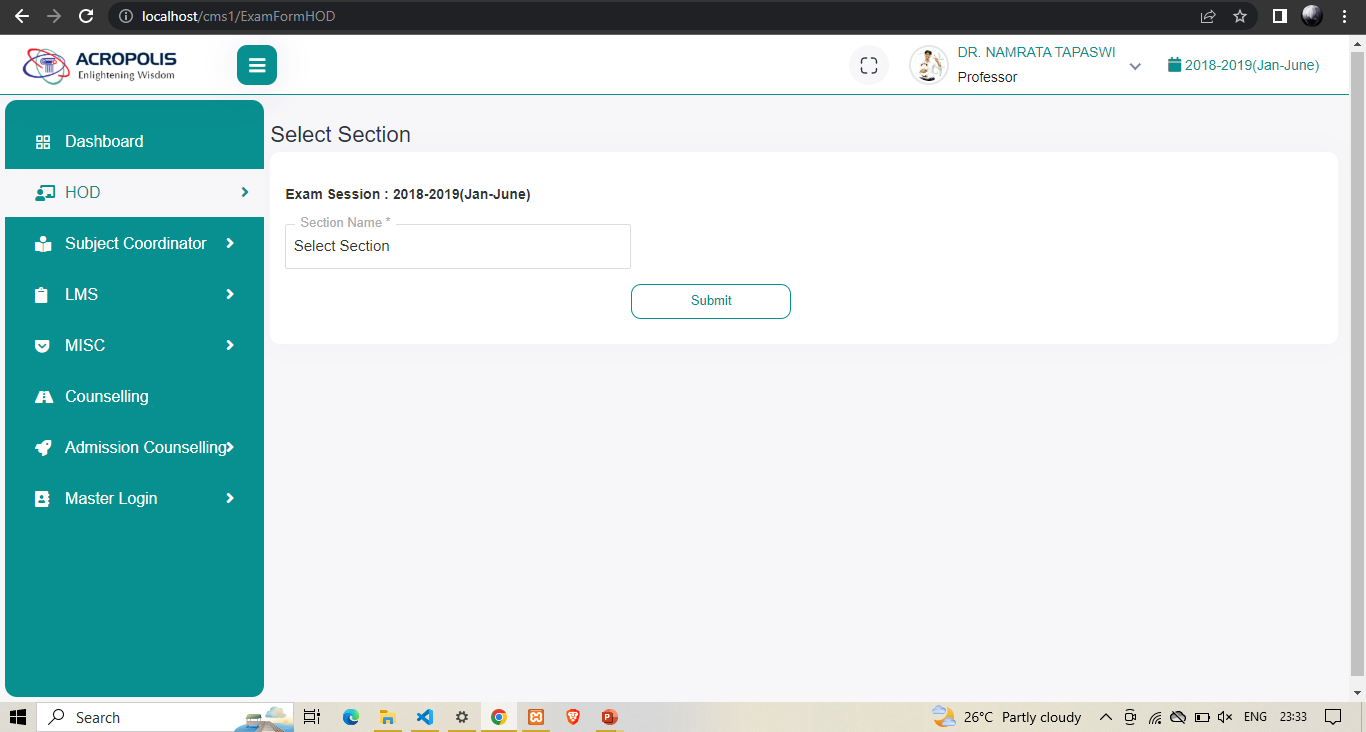 localhost/cms1/ExamFormHOD
ACROPOLIS
Enlightening Wisdom
DR. NAMRATA TAPASWI
Professor
2018-2019(Jan-June)
Dashboard
HOD
Subject Coordinator
LMS
MISC
Counselling
Admission Counselling
Master Login
Select Section
Exam Session : 2018-2019(Jan-June)
Section Name *
Select Section
Submit
Search
26°C Partly cloudy
ENG
23:33